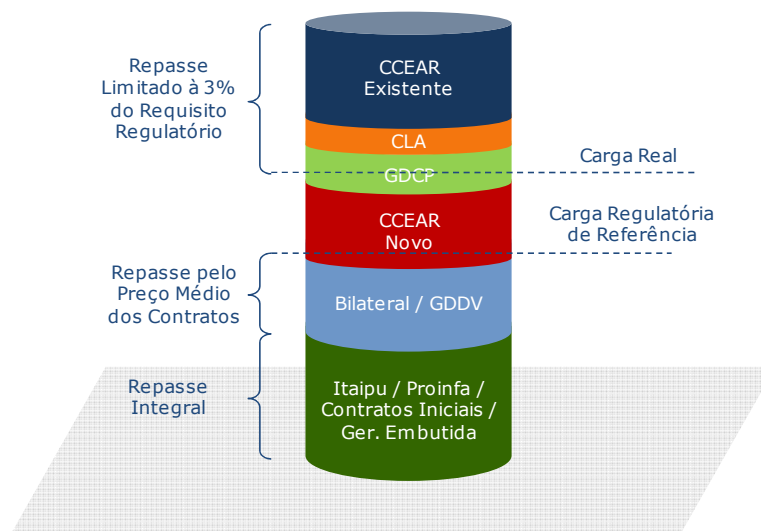 Repasse
Limitado à 3%
do Requisito
Regulatório
CCEAR
Existente
CLA
GDCP
Carga Real
CCEAR
Novo
Carga Regulatória
de Referência
Repasse pelo
Preço Médio
dos Contratos
Bilateral / GDDV
Repasse
Integral
Itaipu / Proinfa /
Contratos Iniciais /
Ger. Embutida